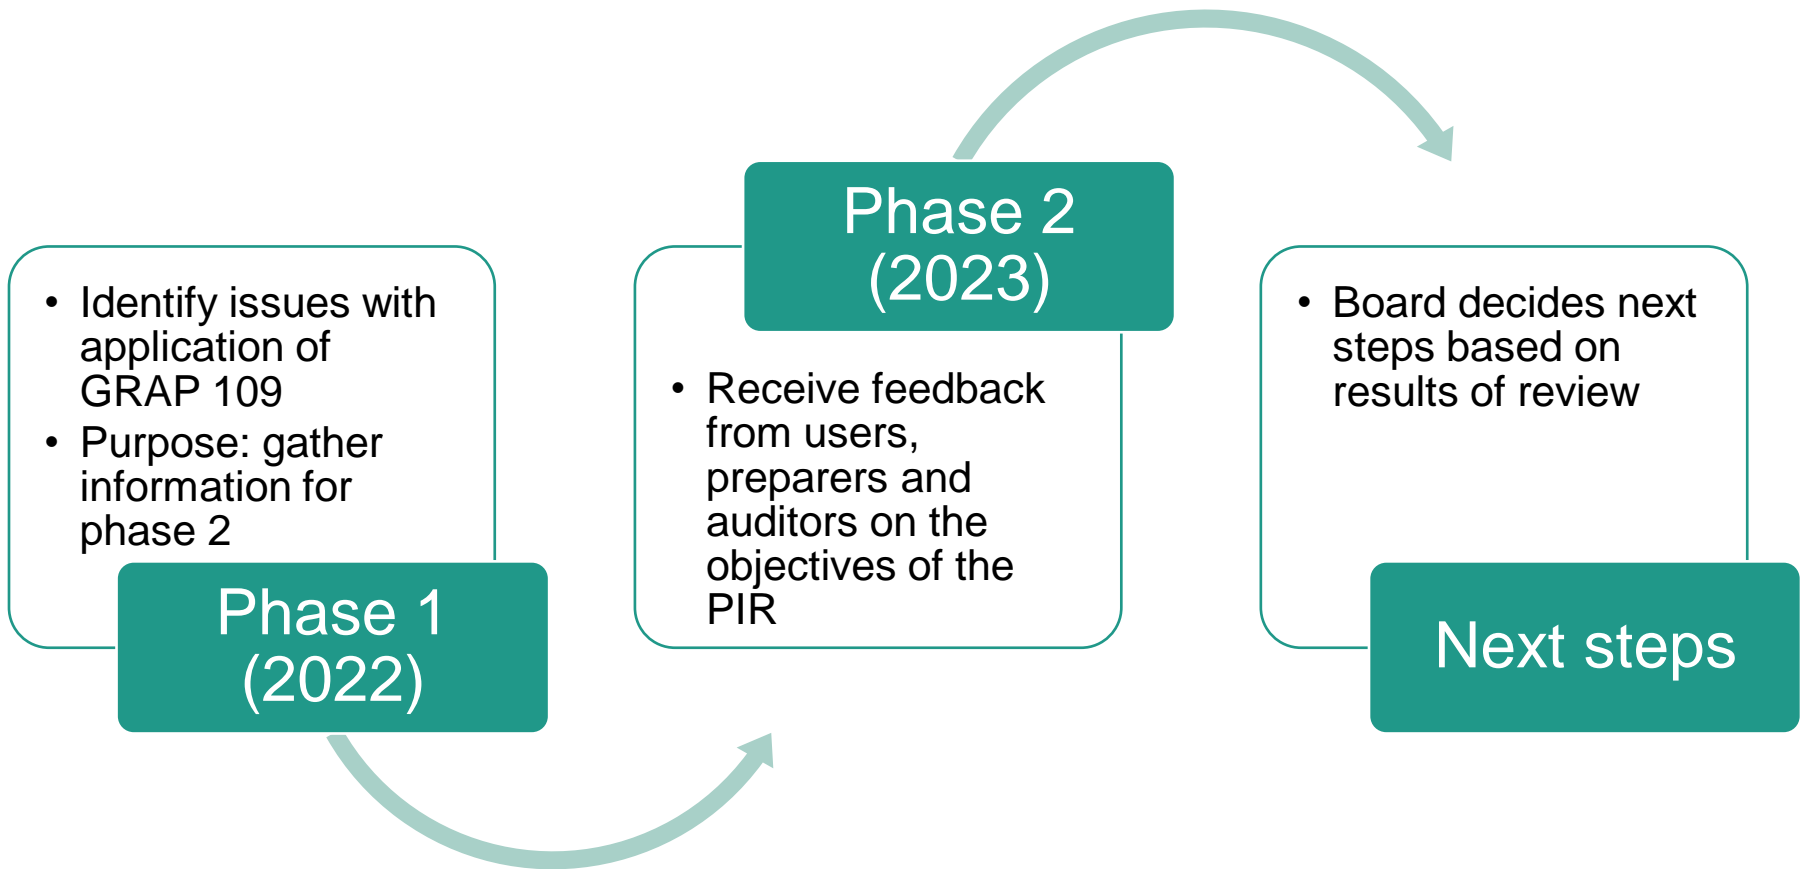 • Identify issues with
application of
GRAP 109
• Purpose: gather
information for
phase 2
Phase 1
(2022)
Phase 2
(2023)
• Receive feedback
from users,
preparers and
auditors on the
objectives of the
PIR
• Board decides next
steps based on
results of review
Next steps